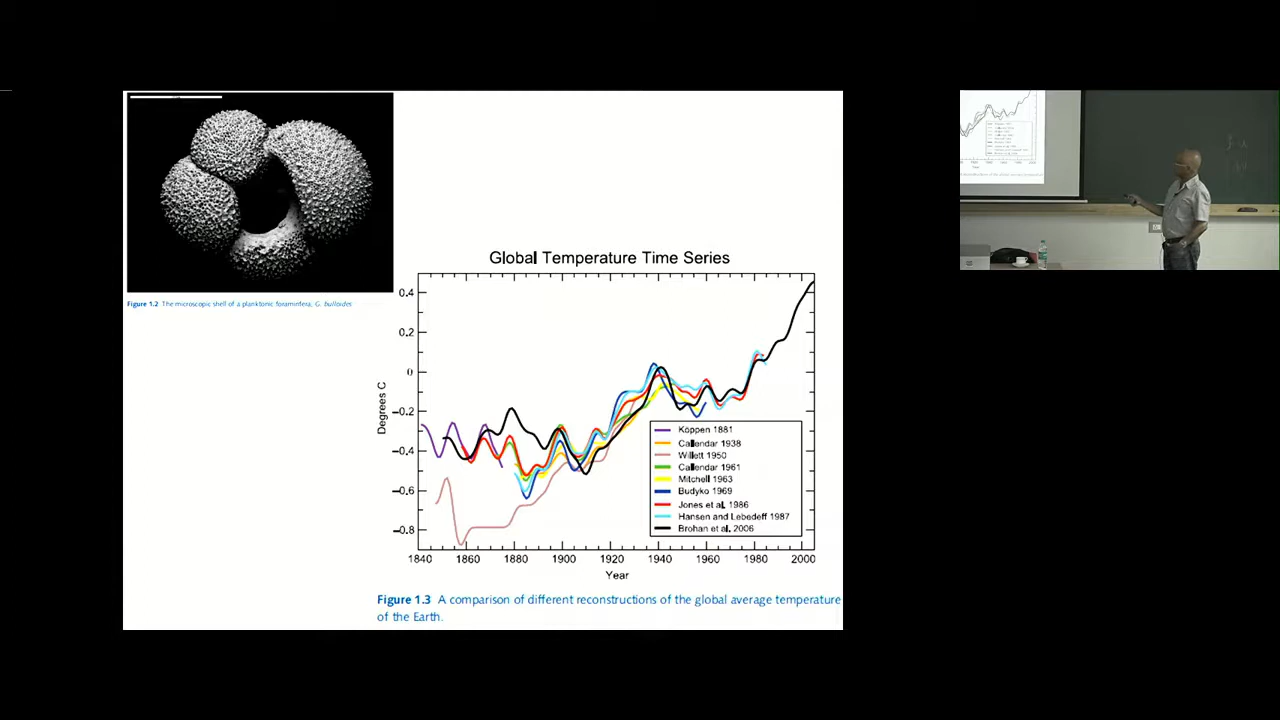 Figure 1.2 The microscopic shell of a planktonic foraminfera, G. bulloides
Global Temperature Time Series
0.4
0.2
0
−0.2
−0.4
−0.6
−0.8
Degrees C
Koppen 1881
Callendar 1938
Willett 1950
Callendar 1961
Mitchell 1963
Budyko 1969
Jones et al. 1986
Hansen and Lebedeff 1987
Brohan et al. 2006
1840 1860 1880 1900 1920 1940 1960 1980 2000
Year
Figure 1.3 A comparison of different reconstructions of the global average temperature
of the Earth.